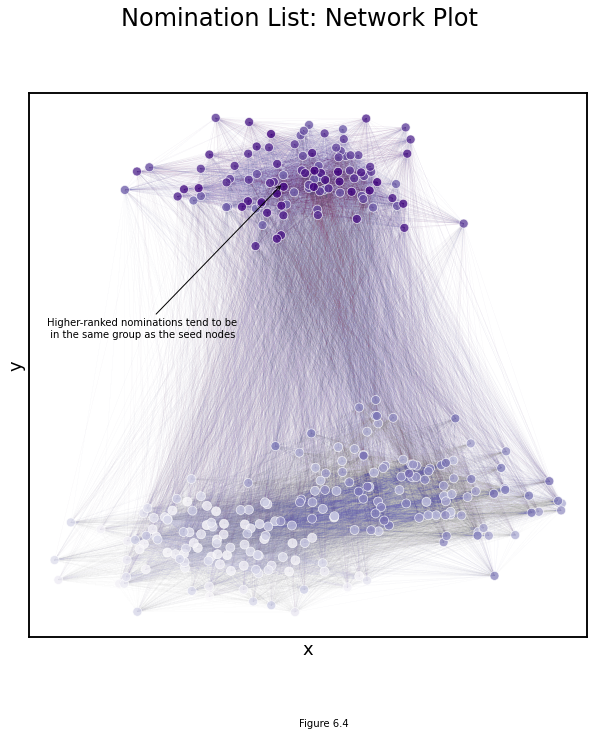 Nomination List: Network Plot
Higher-ranked nominations tend to be
in the same group as the seed nodes
y
x
Figure 6.4